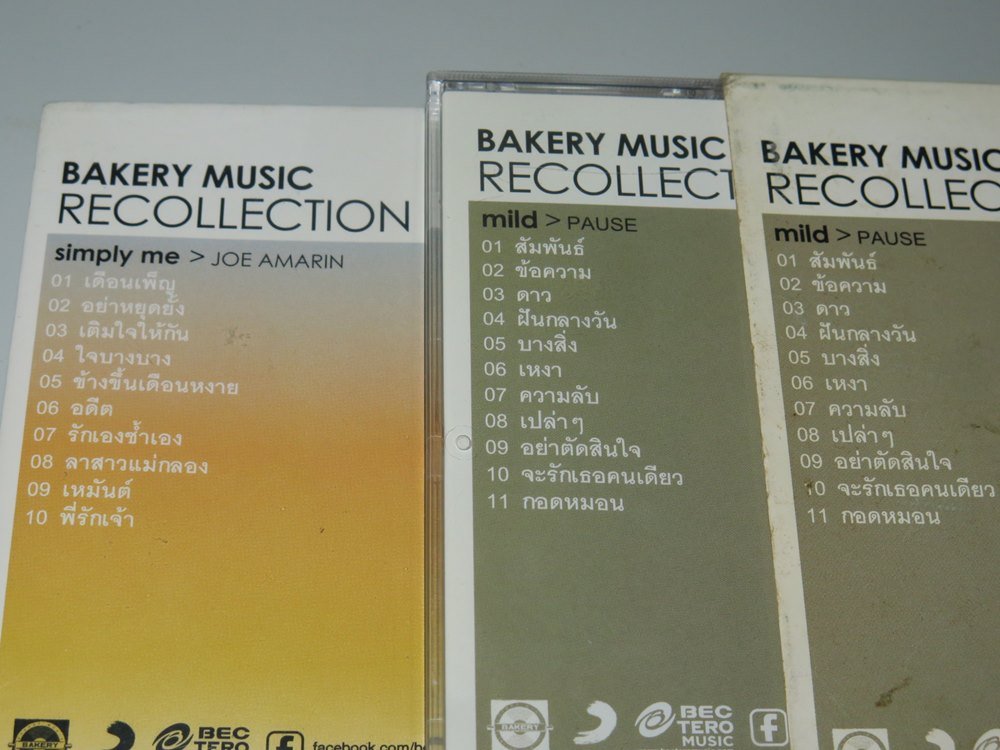 BAKERY MUSIC
RECOLLECTION
simply me > JOE AMARIN
01 เดือนเพ็ญ
02 อย่าหยุดยั้ง
03 เติมใจให้กัน
04 ใจบางบาง
05 ข้างขึ้นเดือนหงาย
06 อดีต
07 รักเองช้ำเอง
08 ลาสาวแม่กลอง
09 เหมันต์
10 พี่รักเจ้า
BAKERY
BEC
TERO
facebook.com/b
BAKERY MUSIC
RECOLLECT
mild > PAUSE
01 สัมพันธ์
02 ข้อความ
03 ดาว
04 ฝันกลางวัน
05 บางสิ่ง
06 เหงา
07 ความลับ
08 เปล่าๆ
09 อย่าตัดสินใจ
10 จะรักเธอคนเดียว
11 กอดหมอน
BAKERY
BEC
TERO
MUSIC
BAKERY MUSIC
RECOLLEC
mild > PAUSE
01 สัมพันธ์
02 ข้อความ
03 ดาว
04 ฝันกลางวัน
05 บางสิ่ง
06 เหงา
07 ความลับ
08 เปล่าๆ
09 อย่าตัดสินใจ
10 จะรักเธอคนเดียว
11 กอดหมอน